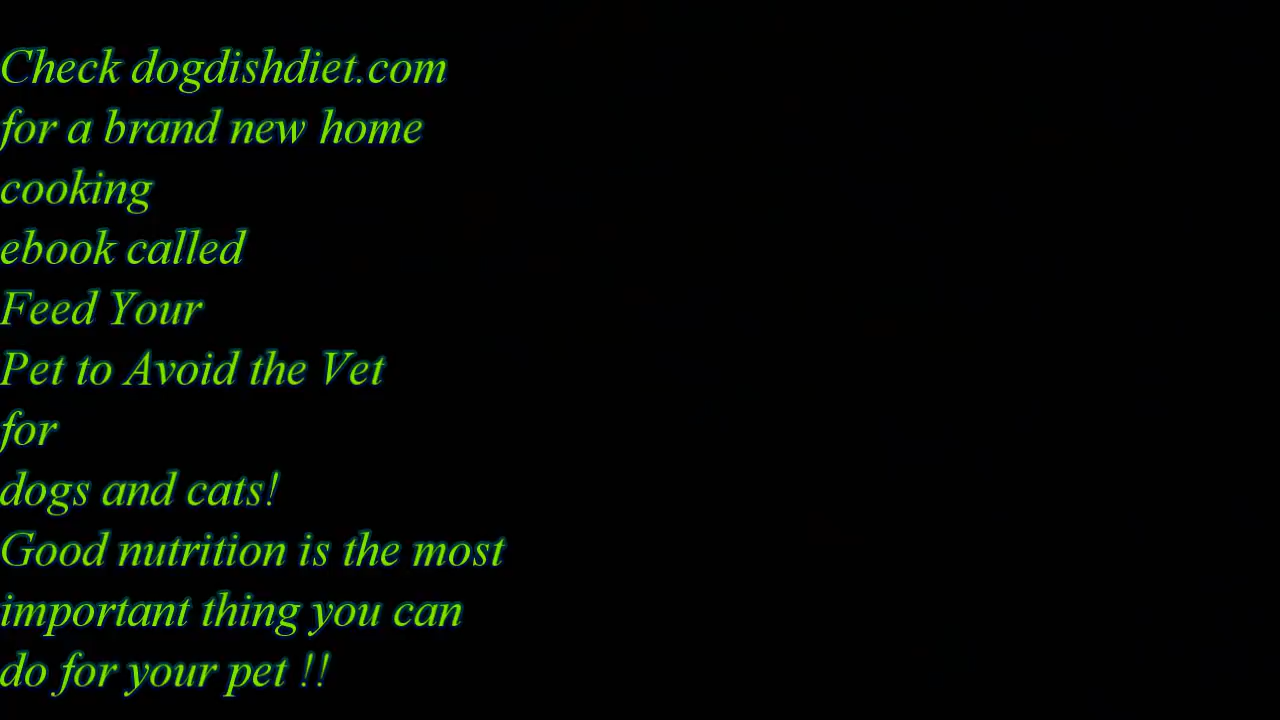 Check dogdishdiet.com
for a brand new home
cooking
ebook called
Feed Your
Pet to Avoid the Vet
for
dogs and cats!
Good nutrition is the most
important thing you can
do for your pet !!